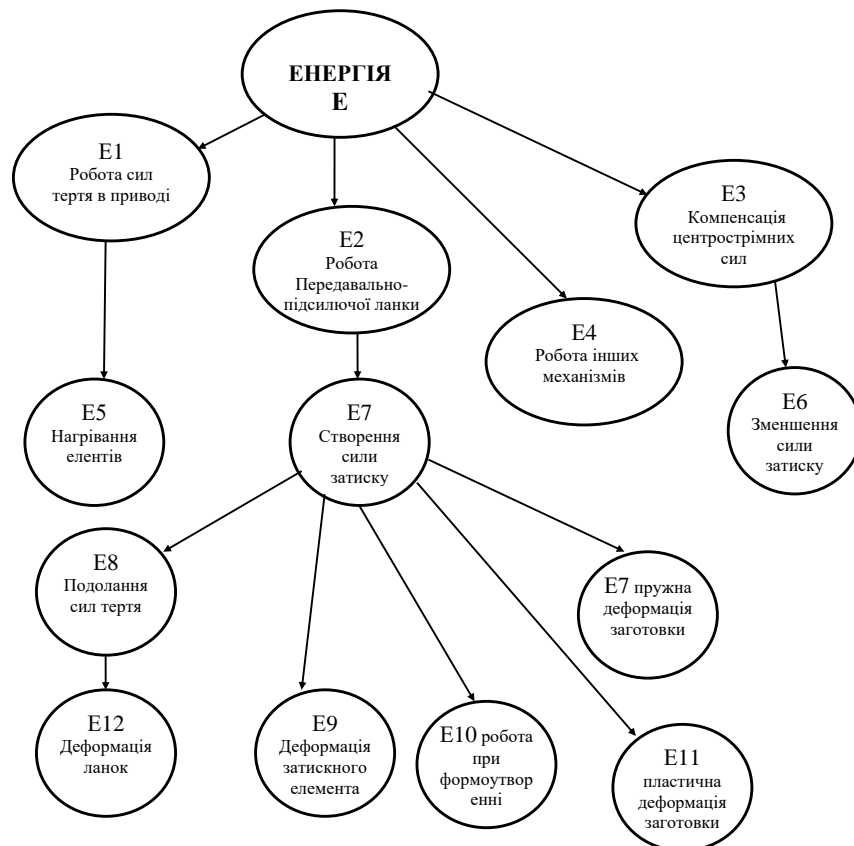 ЕНЕРГІЯ
Е
Е1
Робота сил
тертя в приводі
Е3
Компенсація
центрострімних
сил
Е2
Робота
Передавально-
підсилючої ланки
Е4
Робота інших
механізмів
Е5
Нагрівання
елентів
Е7
Створення
сили
затиску
Е6
Зменшення
сили
затиску
Е8
Подолання
сил тертя
Е7 пружна
деформація
заготовки
Е12
Деформація
ланок
Е9
Деформація
затискного
елемента
Е10 робота
при
формоутвор
енні
Е11
пластична
деформація
заготовки